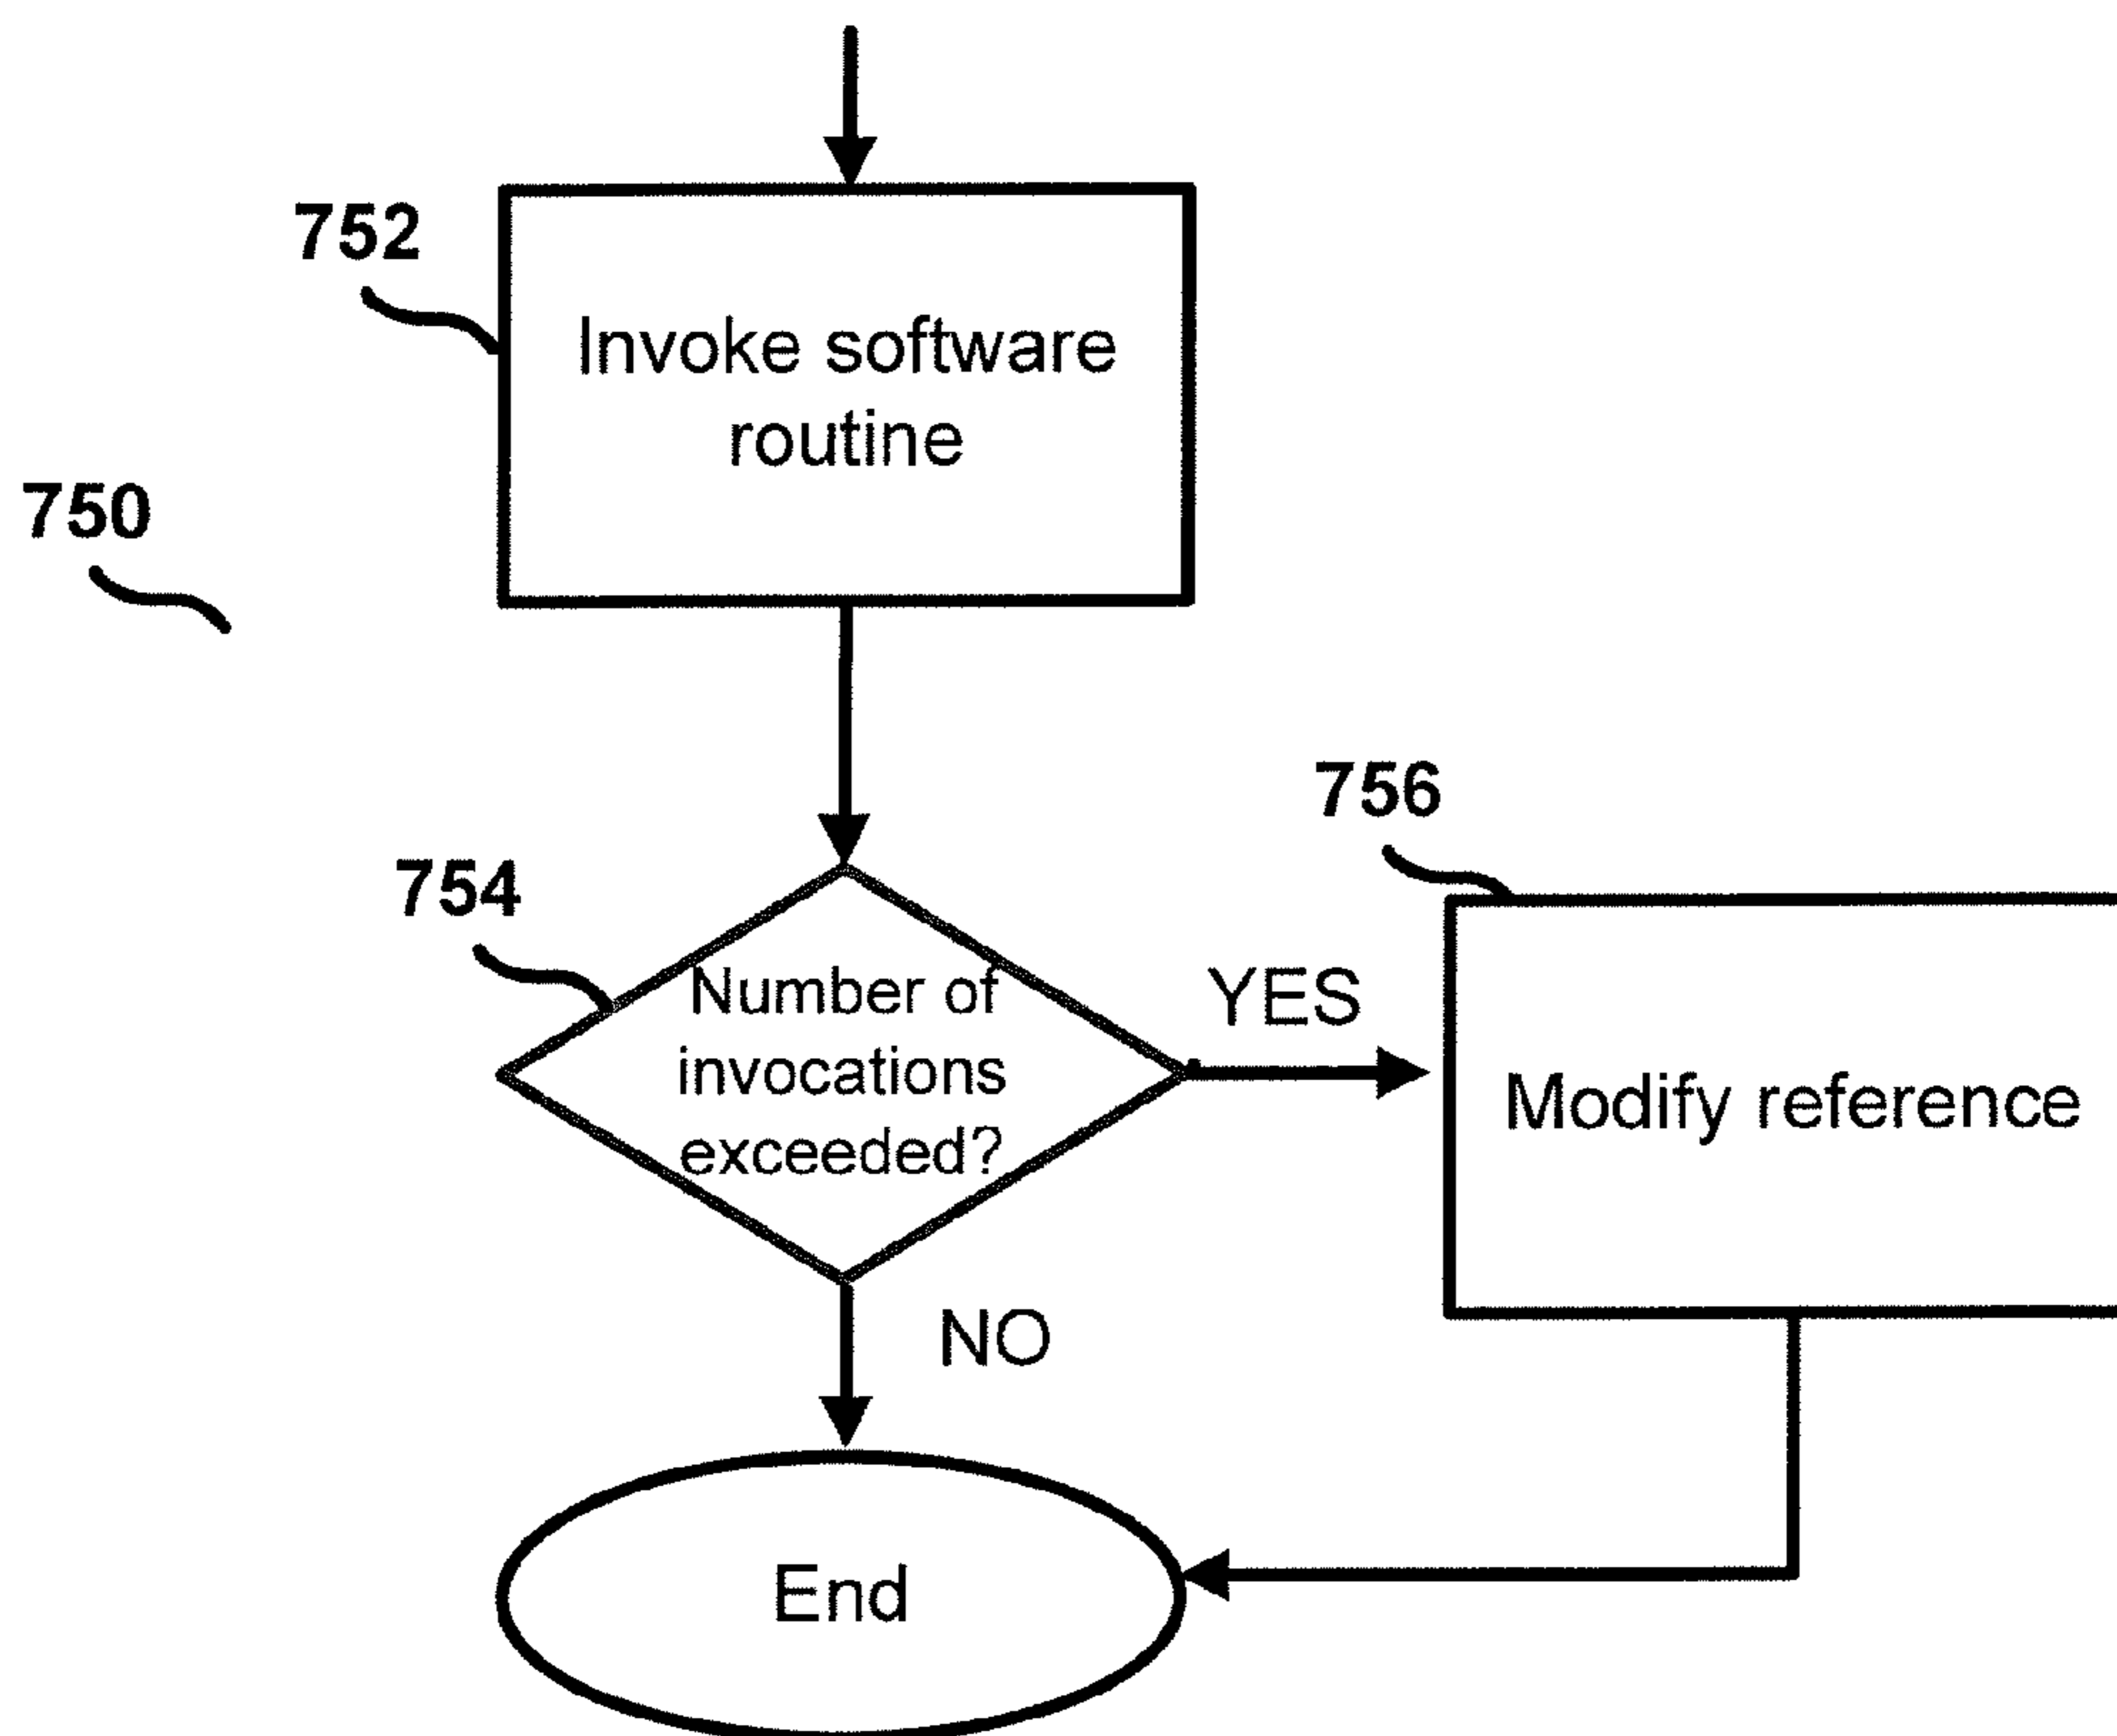 752
Invoke software
routine
750
756
754
Number of
invocations
exceeded?
YES
Modify reference
NO
End